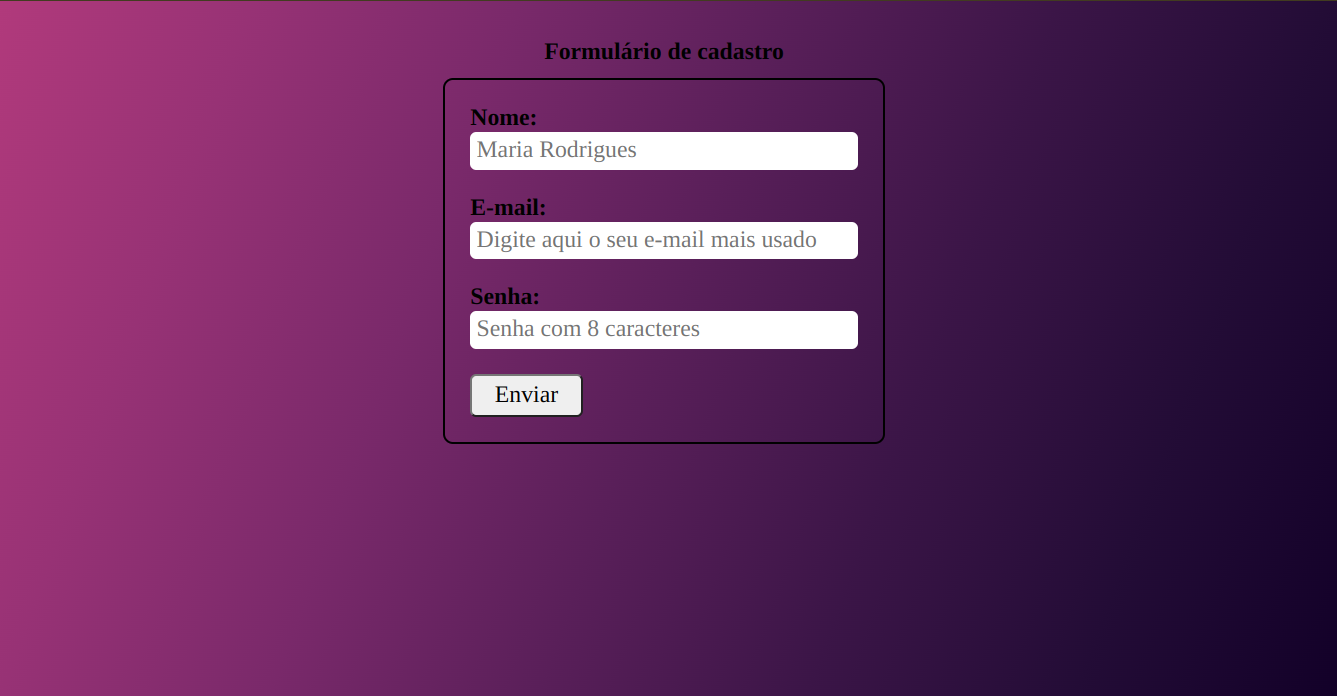 Formulário de cadastro
Nome:
Maria Rodrigues
E-mail:
Digite aqui o seu e-mail mais usado
Senha:
Senha com 8 caracteres
Enviar